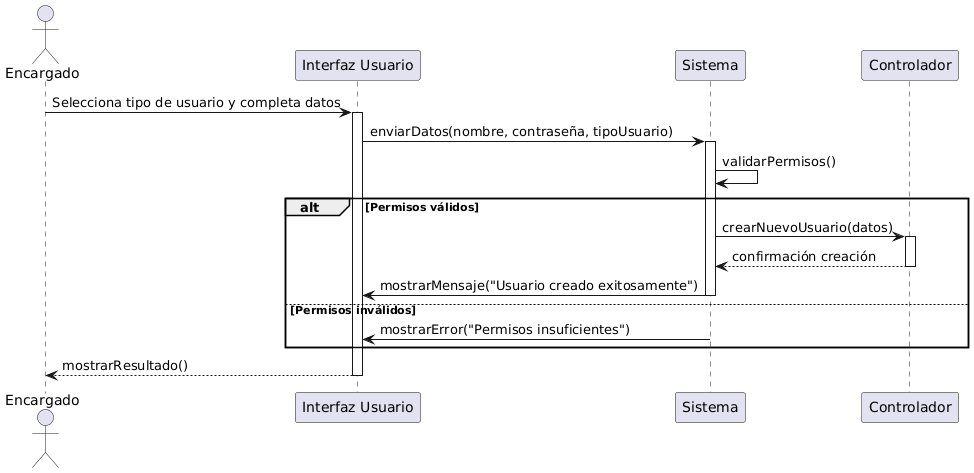 Encargado
Interfaz Usuario
Sistema
Controlador
Selecciona tipo de usuario y completa datos
enviarDatos(nombre, contraseña, tipoUsuario)
validarPermisos()
alt
[Permisos válidos]
crearNuevoUsuario(datos)
confirmación creación
mostrarMensaje("Usuario creado exitosamente")
[Permisos inválidos]
mostrarError("Permisos insuficientes")
mostrarResultado()
Encargado
Interfaz Usuario
Sistema
Controlador